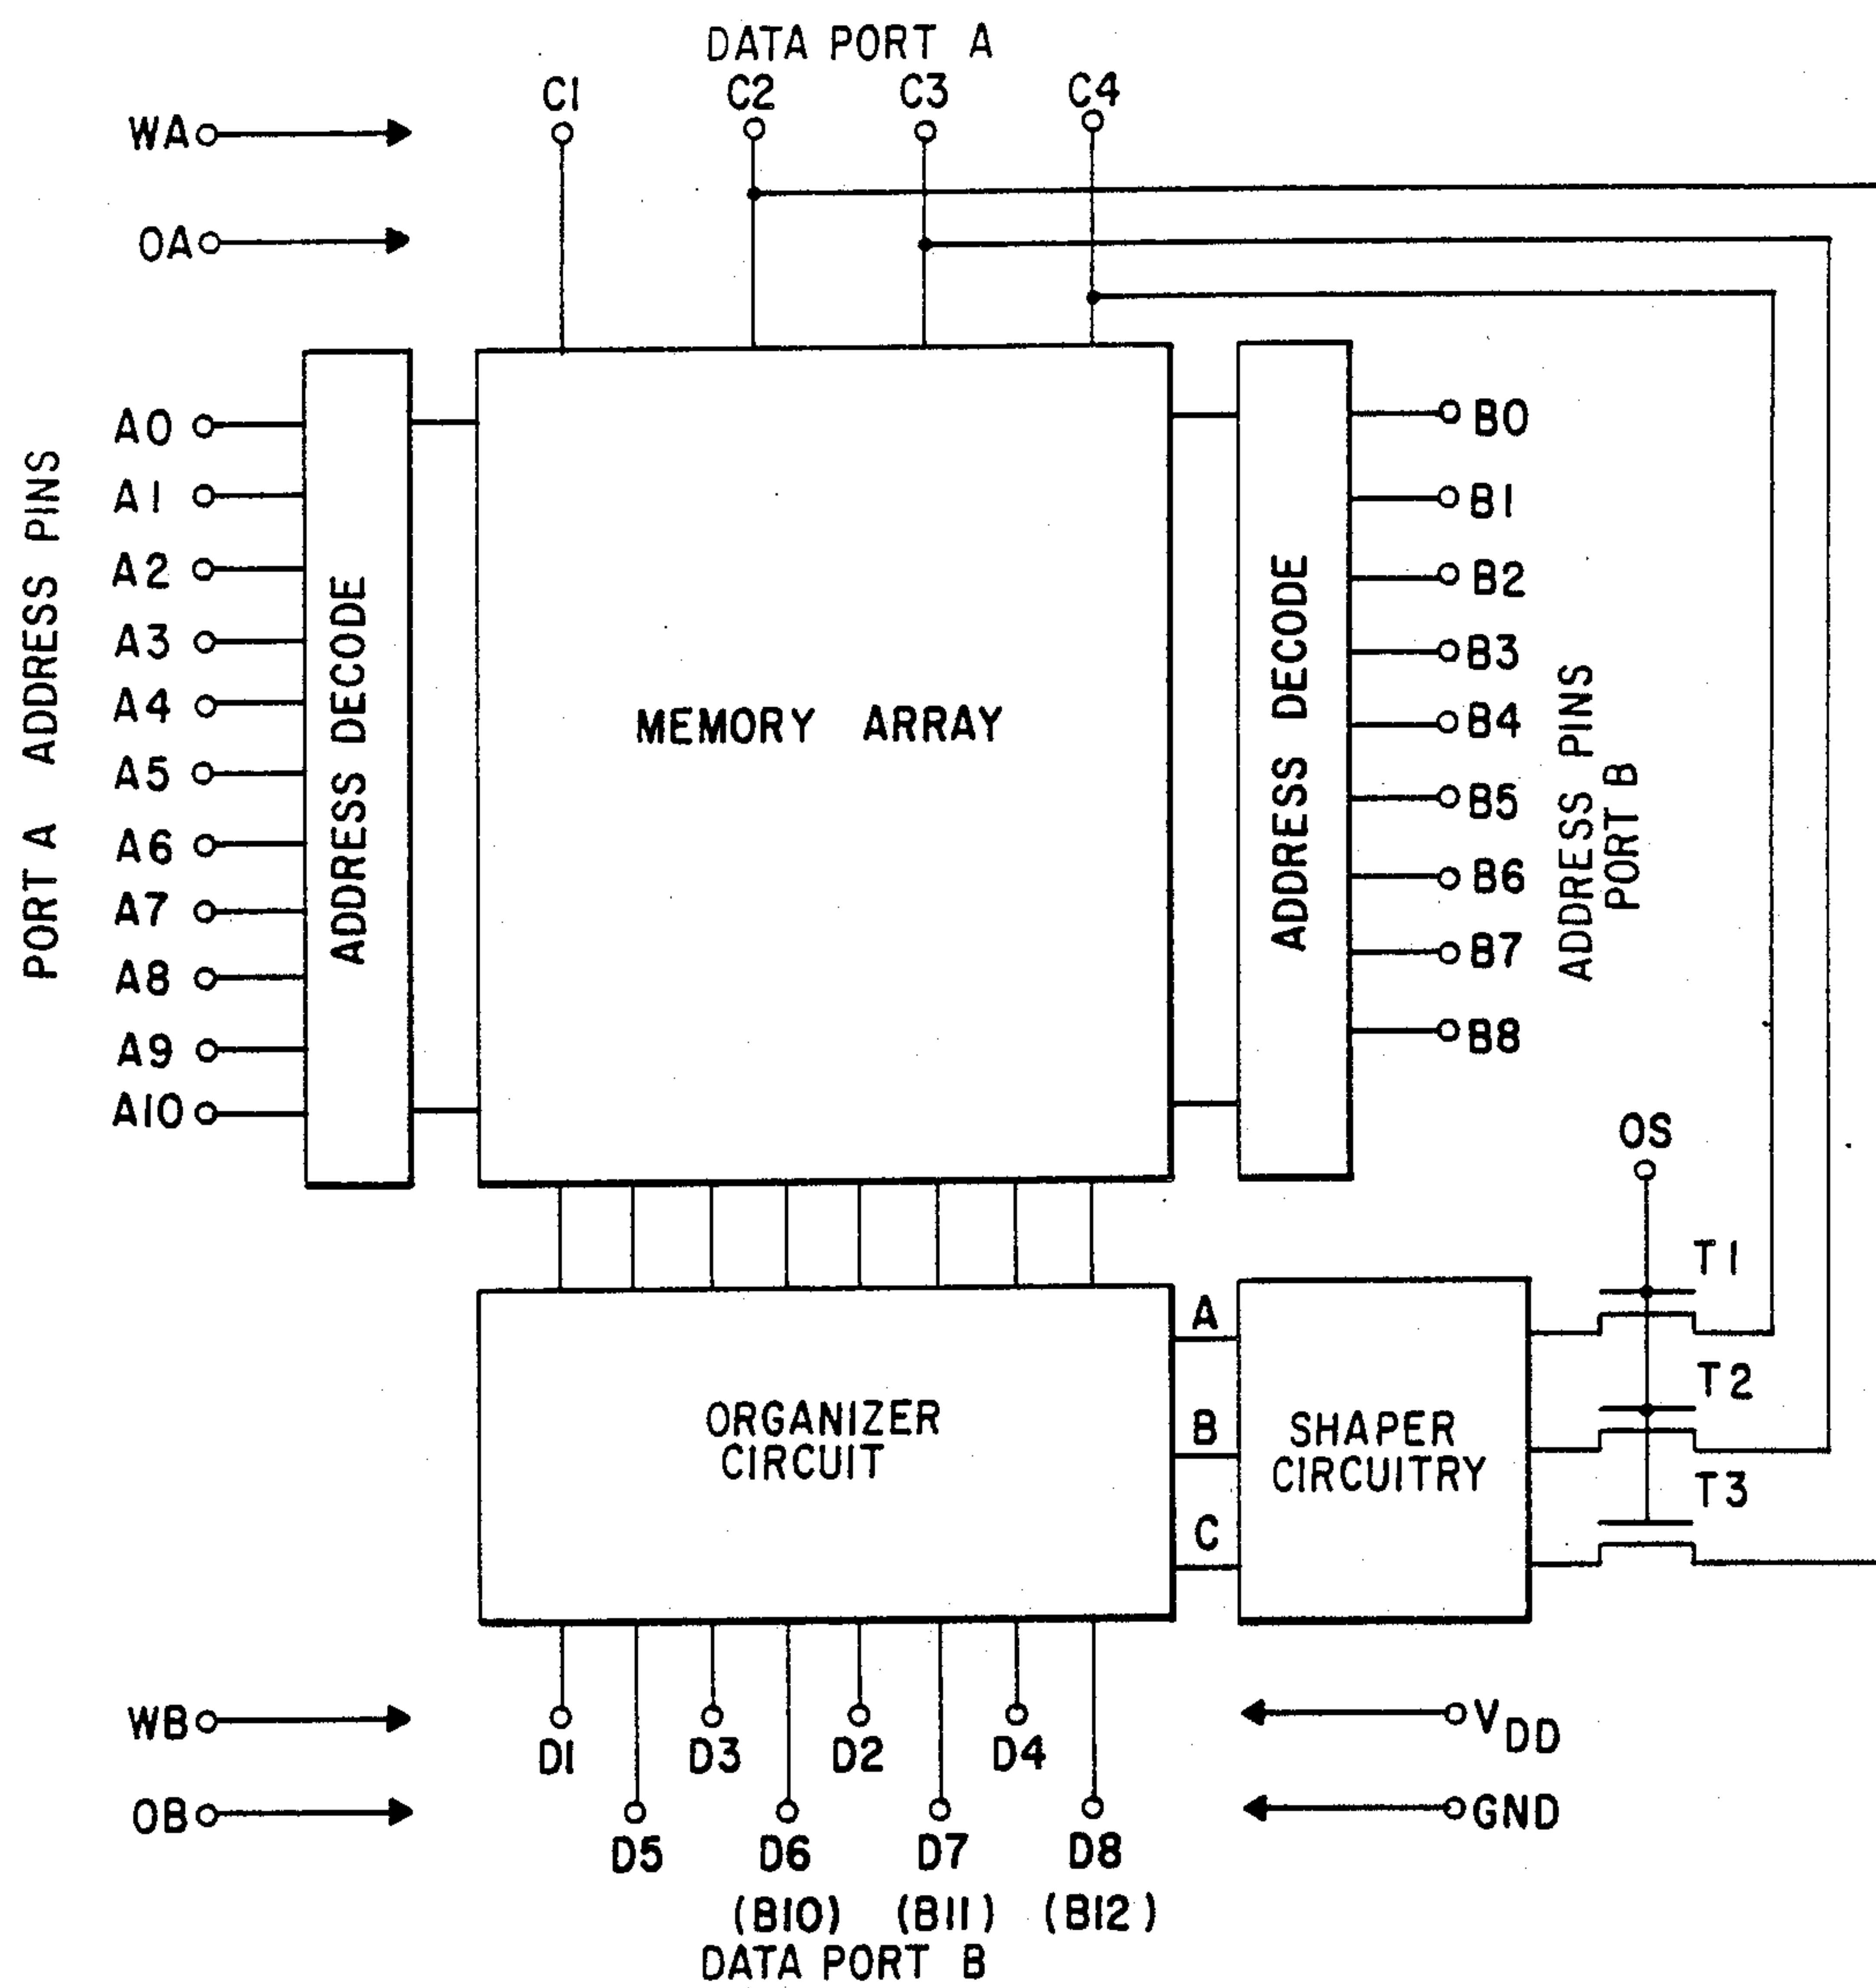 DATA PORT A
C1
C2
C3
C4
WA
OA
PORT A ADDRESS PINS
A0
A1
A2
A3
A4
A5
A6
A7
A8
A9
A10
ADDRESS DECODE
MEMORY ARRAY
ADDRESS DECODE
B0
B1
B2
B3
B4
B5
B6
B7
B8
ADDRESS PINS
PORT B
OS
T1
T2
T3
A
B
C
ORGANIZER
CIRCUIT
SHAPER
CIRCUITRY
WB
OB
D1
D3
D2
D4
D5
D6
D7
D8
(B10)
(B11)
(B12)
DATA PORT B
VDD
GND